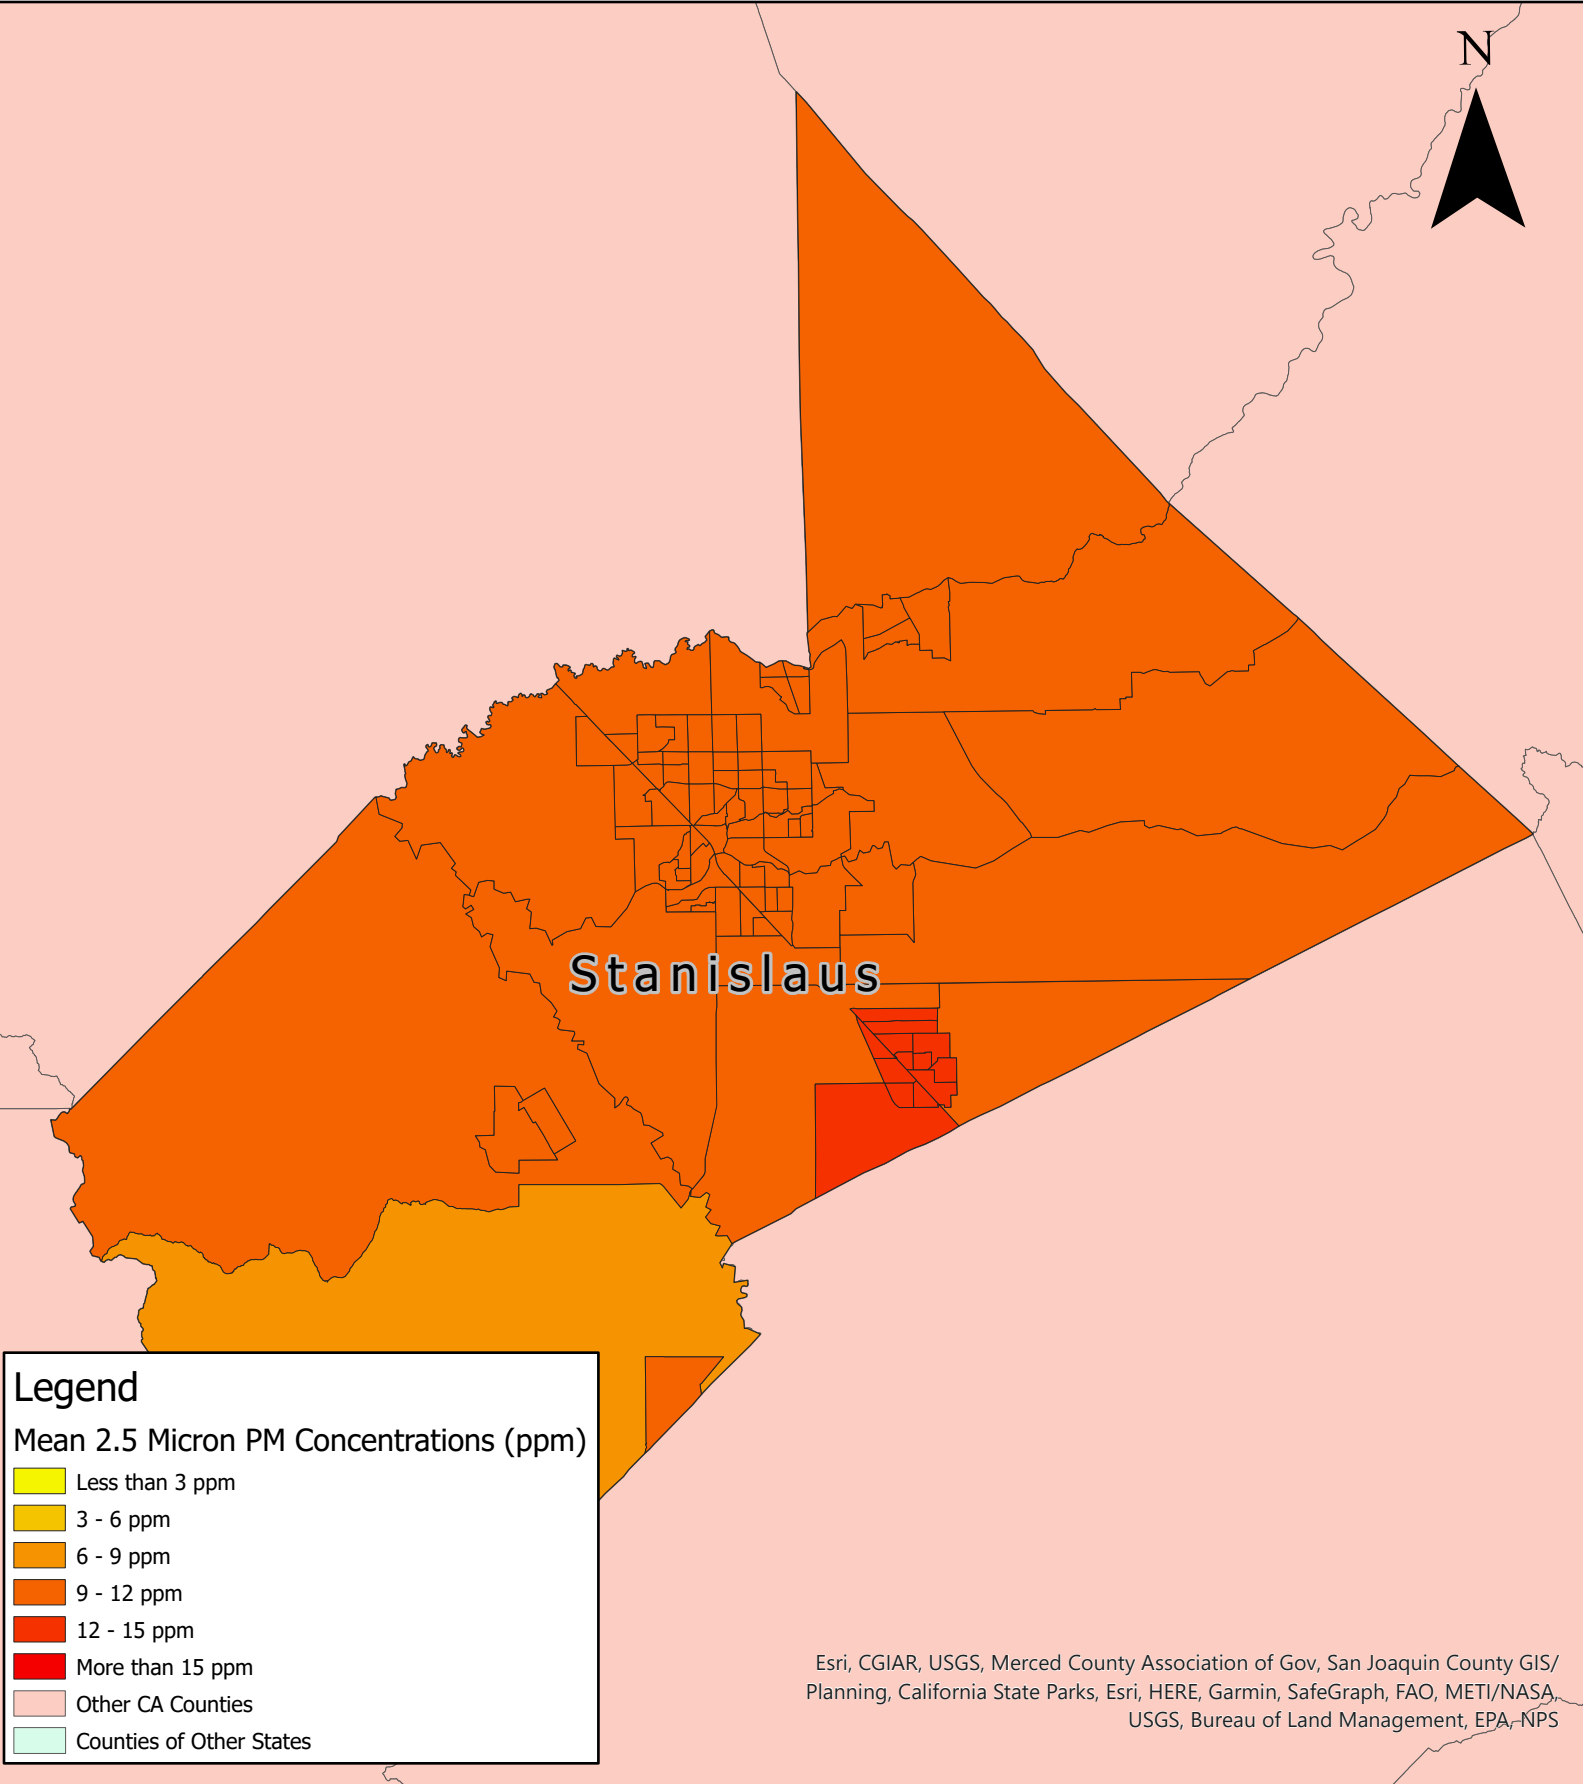 N
Stanislaus
Legend
Mean 2.5 Micron PM Concentrations (ppm)
Less than 3 ppm
3 - 6 ppm
6 - 9 ppm
9 - 12 ppm
12 - 15 ppm
More than 15 ppm
Other CA Counties
Counties of Other States
Esri, CGIAR, USGS, Merced County Association of Gov, San Joaquin County GIS/
Planning, California State Parks, Esri, HERE, Garmin, SafeGraph, FAO, METI/NASA,
USGS, Bureau of Land Management, EPA, NPS